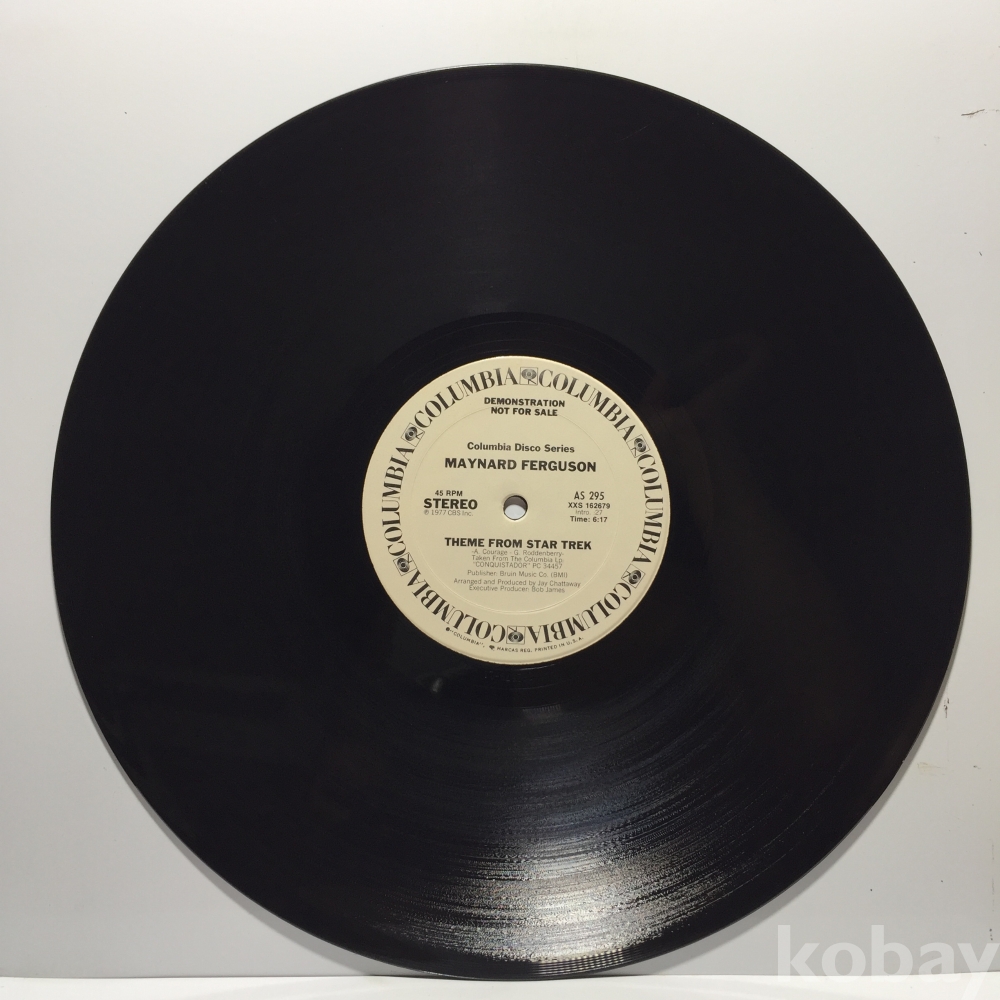 COLUMBIA COLUMBIA COLUMBIA COLUMBIA COLUMBIA COLUMBIA
DEMONSTRATION
NOT FOR SALE
Columbia Disco Series
MAYNARD FERGUSON
45 RPM
STEREO
℗ 1977 CBS Inc.
AS 295
XXS 162679
Intro. :27
Time: 6:17
THEME FROM STAR TREK
-A. Courage - G. Roddenberry-
Taken From The Columbia Lp.
"CONQUISTADOR" PC 34457
Publisher: Bruin Music Co. (BMI)
Arranged and Produced by Jay Chattaway
Executive Producer: Bob James
"COLUMBIA", MARCAS REG. PRINTED IN U.S.A.
kobay